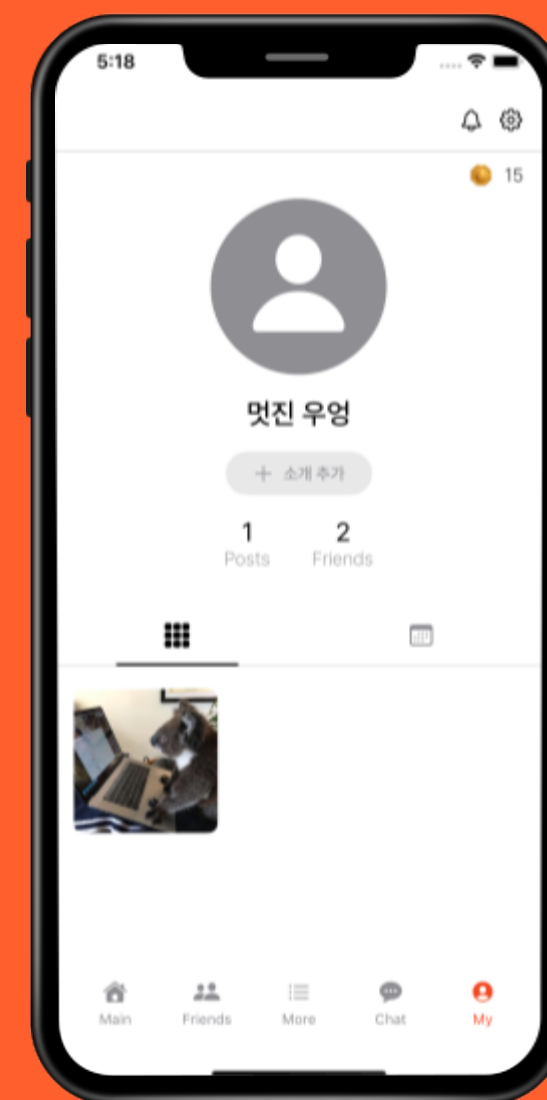 5:18
15
멋진 우엉
+ 소개 추가
1 2
Posts Friends
Main Friends More Chat My